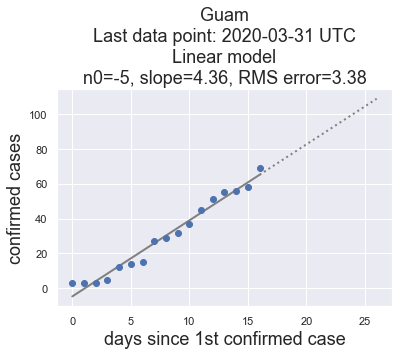 Guam
Last data point: 2020-03-31 UTC
Linear model
n0=-5, slope=4.36, RMS error=3.38
100
80
60
40
20
0
confirmed cases
0 5 10 15 20 25
days since 1st confirmed case